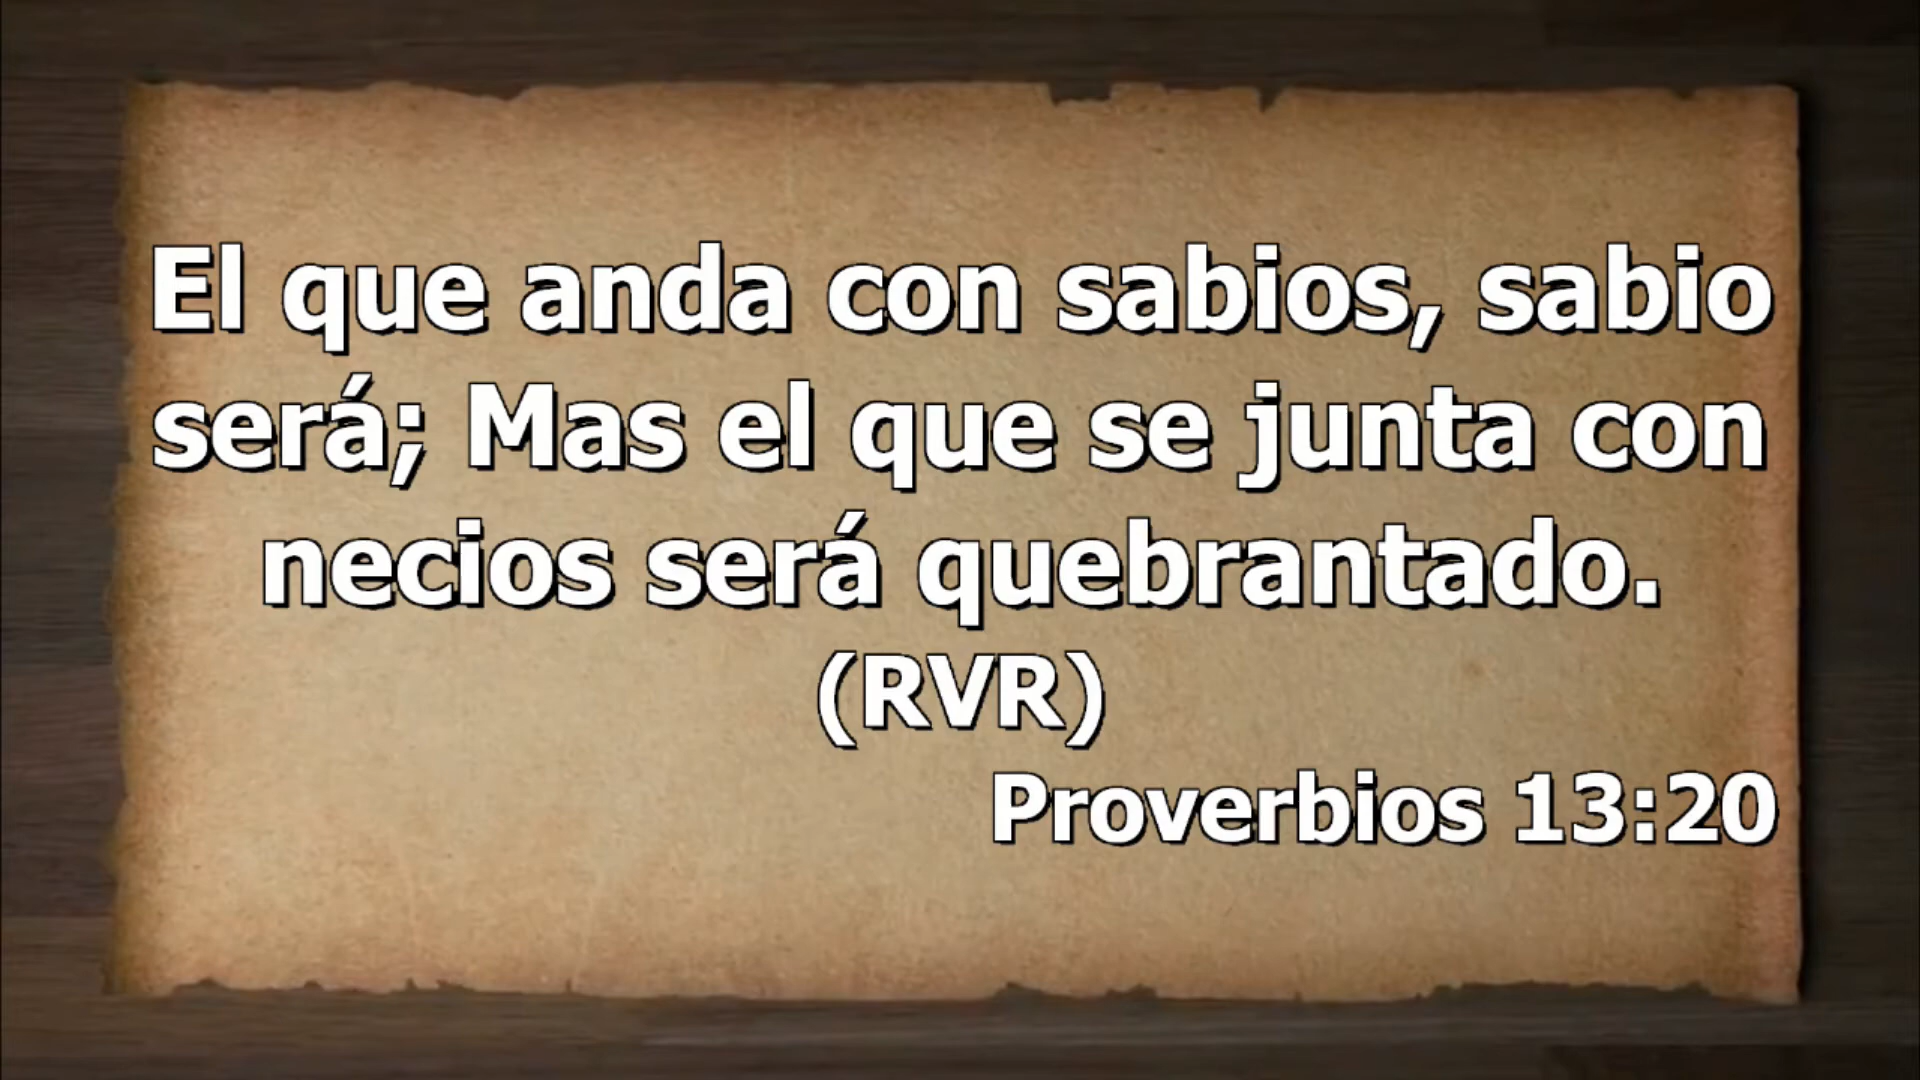 El que anda con sabios, sabio
será; Mas el que se junta con
necios será quebrantado.
(RVR)
Proverbios 13:20